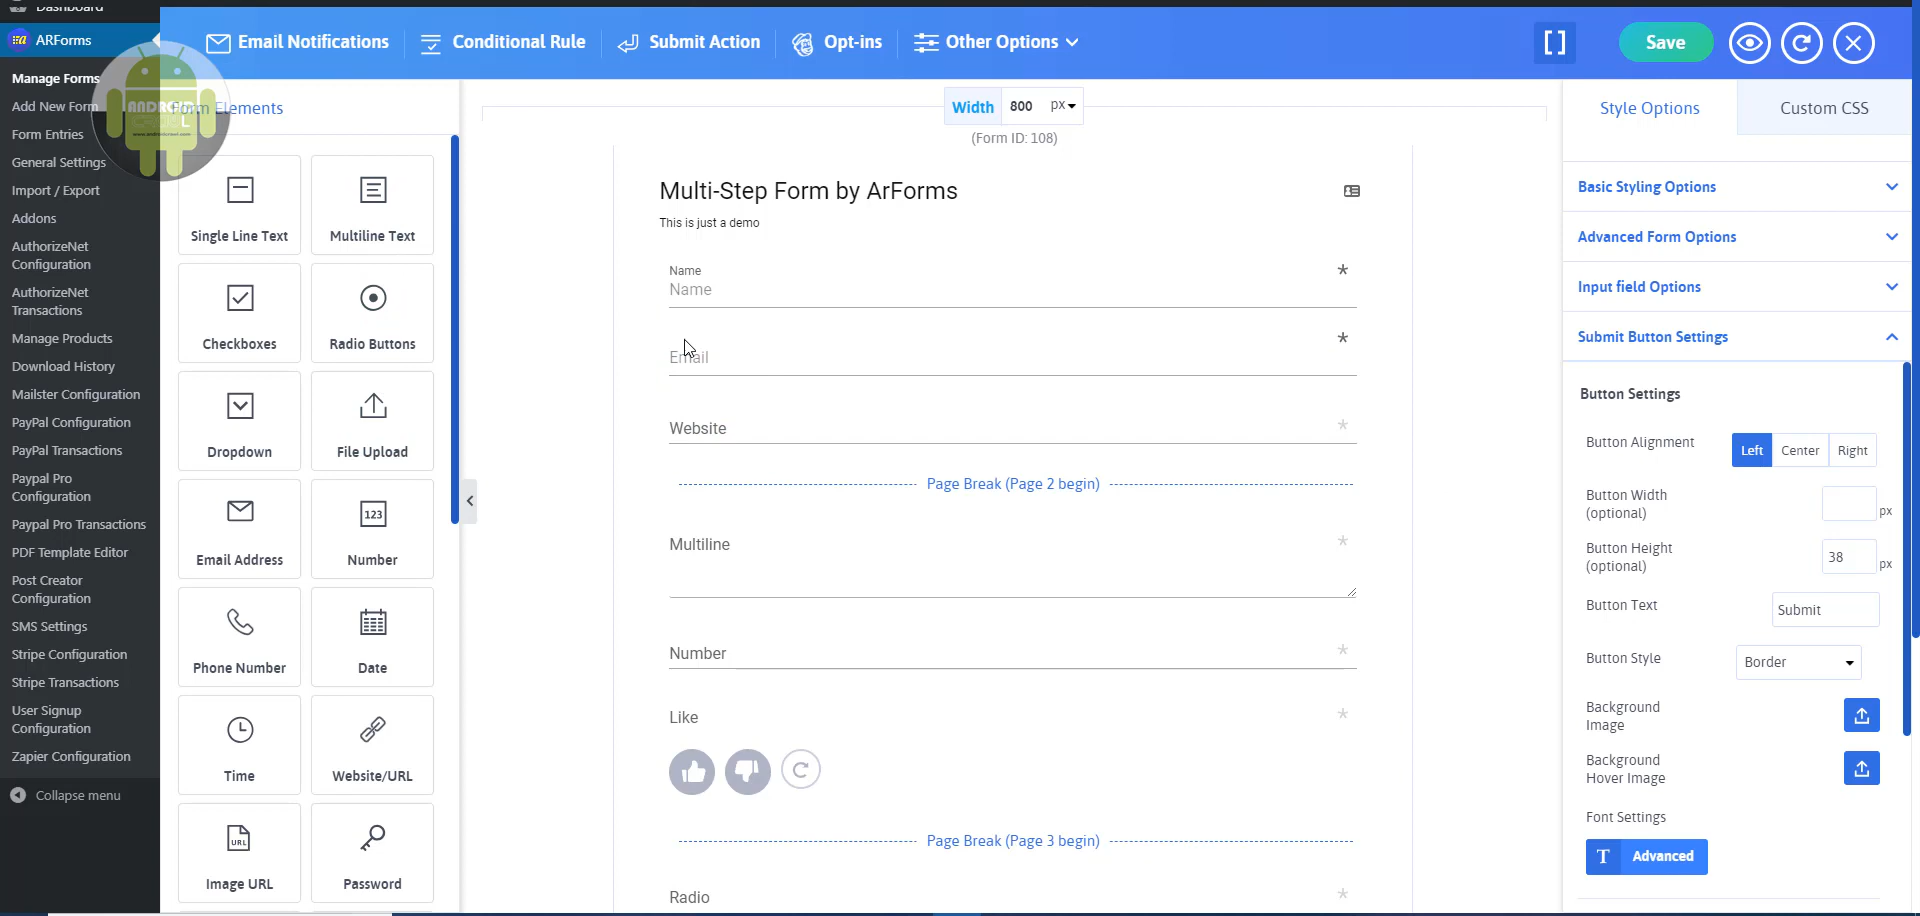 Dashboard
ARForms
Manage Forms
Add New Form
Form Entries
General Settings
Import / Export
Addons
AuthorizeNet
Configuration
AuthorizeNet
Transactions
Manage Products
Download History
Mailster Configuration
PayPal Configuration
PayPal Transactions
Paypal Pro
Configuration
Paypal Pro Transactions
PDF Template Editor
Post Creator
Configuration
SMS Settings
Stripe Configuration
Stripe Transactions
User Signup
Configuration
Zapier Configuration
Collapse menu
Email Notifications
Conditional Rule
Submit Action
Opt-ins
Other Options
[ ]
Save
Form Elements
Single Line Text
Multiline Text
Checkboxes
Radio Buttons
Dropdown
File Upload
Email Address
123
Number
Phone Number
Date
Time
Website/URL
URL
Image URL
Password
Width 800 px
(Form ID: 108)
Multi-Step Form by ArForms
This is just a demo
Name
*
Name
*
Email
Website *
Page Break (Page 2 begin)
Multiline *
Number *
Like *
Page Break (Page 3 begin)
Radio *
Style Options
Custom CSS
Basic Styling Options
Advanced Form Options
Input field Options
Submit Button Settings
Button Settings
Button Alignment
Left Center Right
Button Width
(optional)
px
Button Height
(optional)
38 px
Button Text
Submit
Button Style
Border
Background
Image
Background
Hover Image
Font Settings
T Advanced